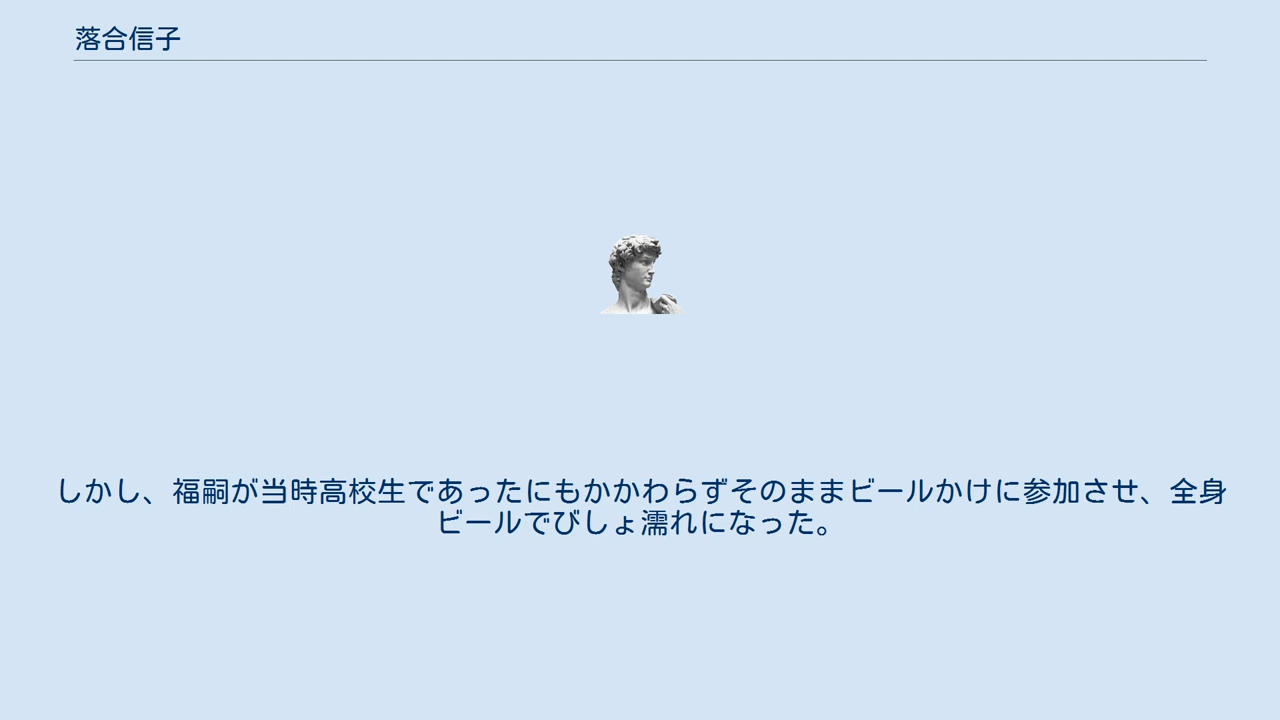 落合信子
しかし、福嗣が当時高校生であったにもかかわらずそのままビールかけに参加させ、全身
ビールでびしょ濡れになった。